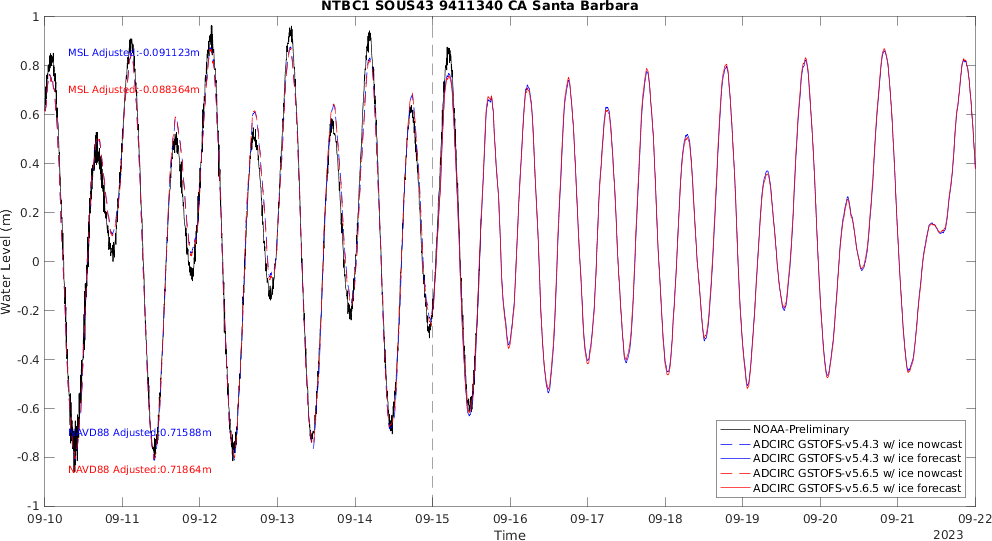 NTBC1 SOUS43 9411340 CA Santa Barbara
MSL Adjusted:-0.091123m
MSL Adjusted:-0.088364m
NAVD88 Adjusted:0.71588m
NAVD88 Adjusted:0.71864m
Water Level (m)
1
0.8
0.6
0.4
0.2
0
-0.2
-0.4
-0.6
-0.8
-1
NOAA-Preliminary
ADCIRC GSTOFS-v5.4.3 w/ ice nowcast
ADCIRC GSTOFS-v5.4.3 w/ ice forecast
ADCIRC GSTOFS-v5.6.5 w/ ice nowcast
ADCIRC GSTOFS-v5.6.5 w/ ice forecast
09-10 09-11 09-12 09-13 09-14 09-15 09-16 09-17 09-18 09-19 09-20 09-21 09-22
Time
2023